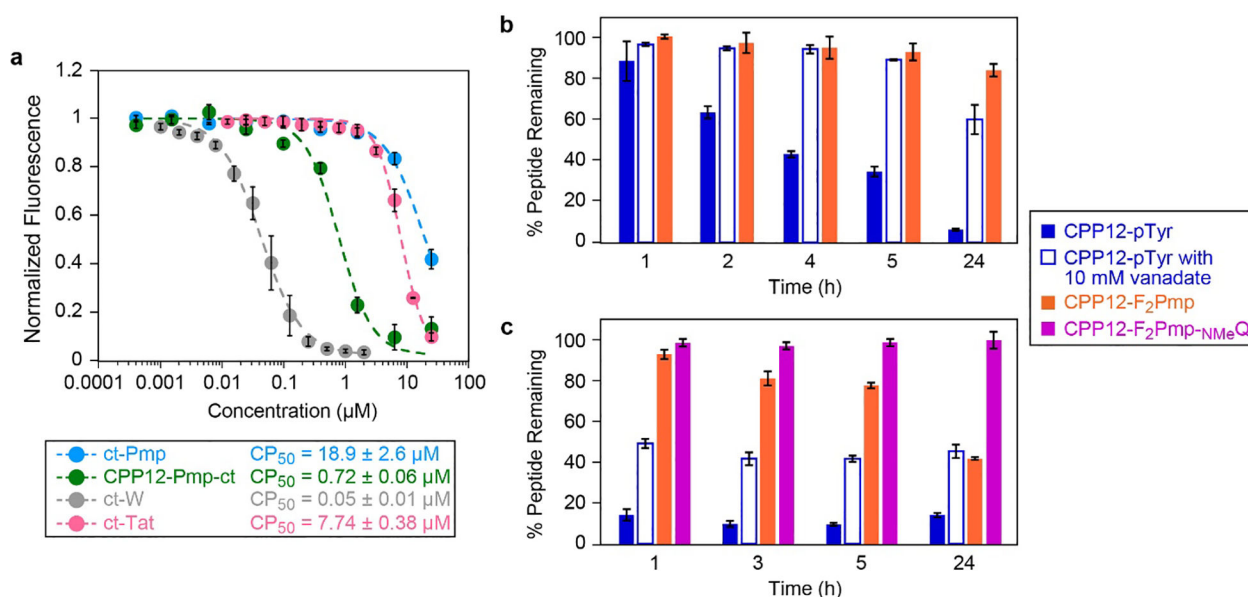 a
Normalized Fluorescence
1.2
1
0.8
0.6
0.4
0.2
0
0.0001 0.001 0.01 0.1 1 10 100
Concentration (µM)
ct-Pmp CP50 = 18.9 ± 2.6 µM
CPP12-Pmp-ct CP50 = 0.72 ± 0.06 µM
ct-W CP50 = 0.05 ± 0.01 µM
ct-Tat CP50 = 7.74 ± 0.38 µM
b
% Peptide Remaining
100
80
60
40
20
0
1 2 4 5 24
Time (h)
c
% Peptide Remaining
100
80
60
40
20
0
1 3 5 24
Time (h)
CPP12-pTyr
CPP12-pTyr with
10 mM vanadate
CPP12-F2Pmp
CPP12-F2Pmp-NMeQ